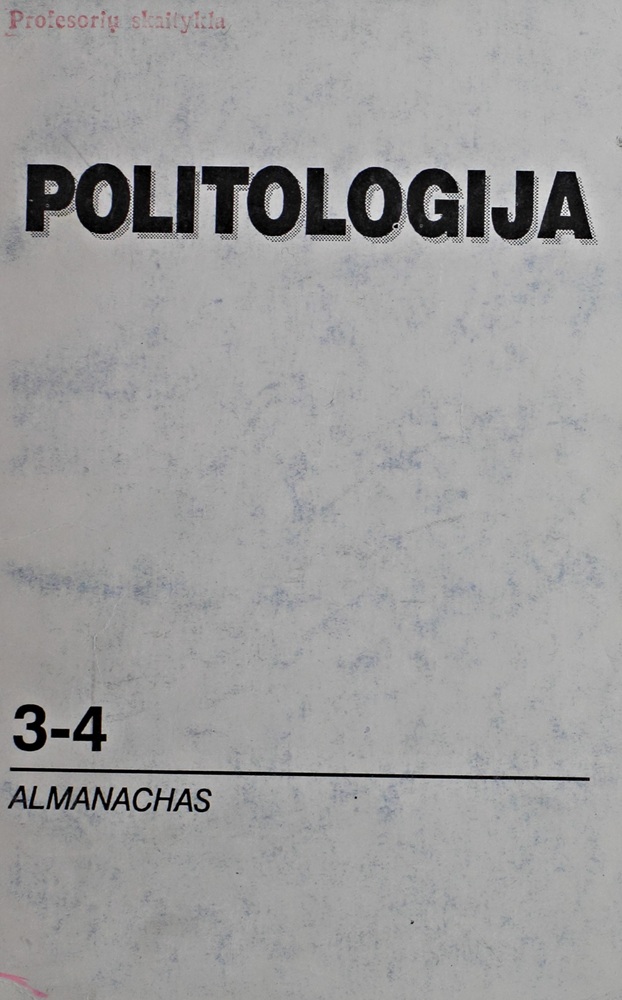 Profesorių skaitykla
POLITOLOGIJA
3-4
ALMANACHAS